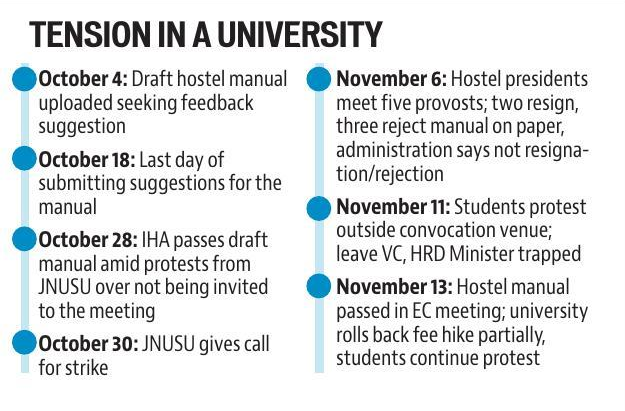 TENSION IN A UNIVERSITY
October 4: Draft hostel manual
uploaded seeking feedback
suggestion
October 18: Last day of
submitting suggestions for the
manual
October 28: IHA passes draft
manual amid protests from
JNUSU over not being invited
to the meeting
October 30: JNUSU gives call
for strike
November 6: Hostel presidents
meet five provosts; two resign,
three reject manual on paper,
administration says not resigna-
tion/rejection
November 11: Students protest
outside convocation venue;
leave VC, HRD Minister trapped
November 13: Hostel manual
passed in EC meeting; university
rolls back fee hike partially,
students continue protest